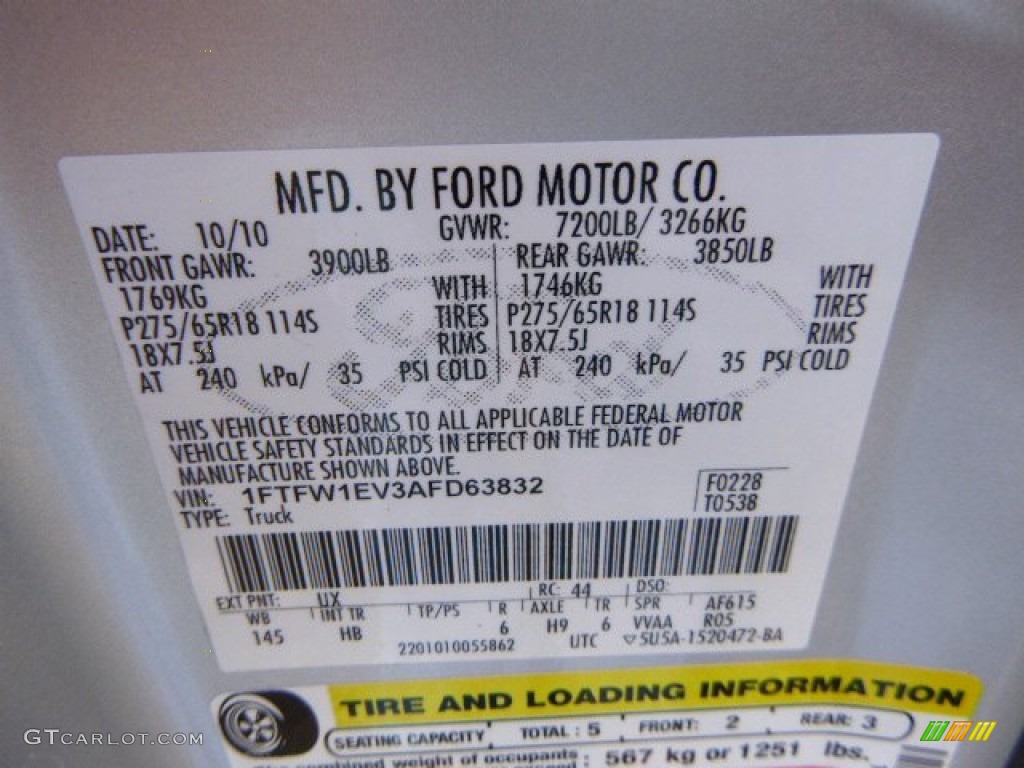 MFD. BY FORD MOTOR CO.
DATE: 10/10 GVWR: 7200LB/ 3266KG
FRONT GAWR: 3900LB REAR GAWR: 3850LB
1769KG WITH 1746KG WITH
P275/65R18 114S TIRES P275/65R18 114S TIRES
18X7.5J RIMS 18X7.5J RIMS
AT 240 kPa/ 35 PSI COLD AT 240 kPa/ 35 PSI COLD
THIS VEHICLE CONFORMS TO ALL APPLICABLE FEDERAL MOTOR
VEHICLE SAFETY STANDARDS IN EFFECT ON THE DATE OF
MANUFACTURE SHOWN ABOVE.
VIN: 1FTFW1EV3AFD63832 F0228
TYPE: Truck T0538
EXT PNT: UX RC: 44 DSO:
WB INT TR TP/PS R AXLE TR SPR AF615
145 HB 6 H9 6 VVAA R05
2201010055862 UTC ▽5U5A-1520472-BA
TIRE AND LOADING INFORMATION
SEATING CAPACITY TOTAL: 5 FRONT: 2 REAR: 3
combined weight of occupants 567 kg or 1251 lbs.
GTCARLOT.COM